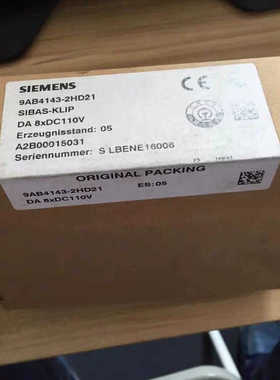 SIEMENS
9AB4143-2HD21
SIBAS-KLIP
DA 8xDC110V
Erzeugnisstand: 05
A2B00015031
Seriennummer: S LBENE16006
ORIGINAL PACKING
9AB4143-2HD21
ES:05
DA 8xDC110V